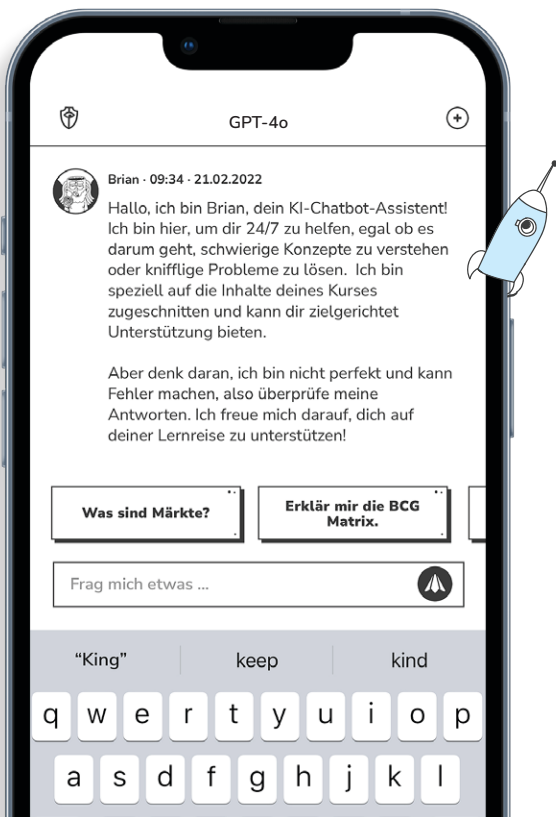 GPT-4o
Brian · 09:34 · 21.02.2022
Hallo, ich bin Brian, dein KI-Chatbot-Assistent!
Ich bin hier, um dir 24/7 zu helfen, egal ob es
darum geht, schwierige Konzepte zu verstehen
oder knifflige Probleme zu lösen.  Ich bin
speziell auf die Inhalte deines Kurses
zugeschnitten und kann dir zielgerichtet
Unterstützung bieten.
Aber denk daran, ich bin nicht perfekt und kann
Fehler machen, also überprüfe meine
Antworten. Ich freue mich darauf, dich auf
deiner Lernreise zu unterstützen!
Was sind Märkte?
Erklär mir die BCG
Matrix.
Frag mich etwas ...
“King” keep kind
q w e r t y u i o p
a s d f g h j k l